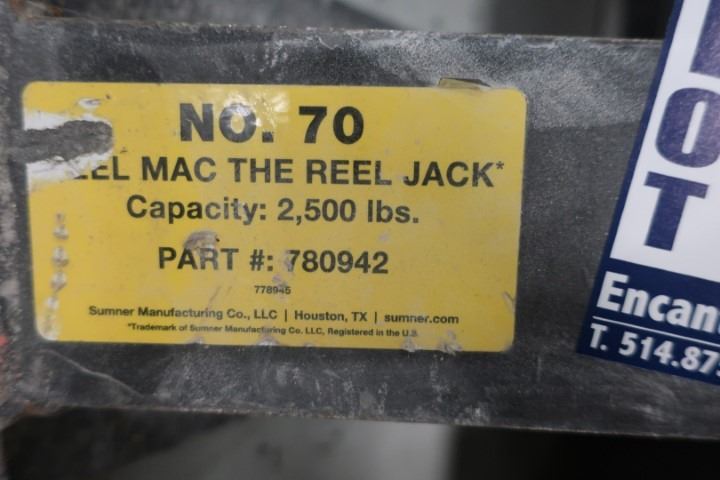 NO. 70
MAC THE REEL JACK*
Capacity: 2,500 lbs.
PART #: 780942
778945
Sumner Manufacturing Co., LLC | Houston, TX | sumner.com
*Trademark of Sumner Manufacturing Co. LLC, Registered in the U.S.
OT
Encan
T. 514.87